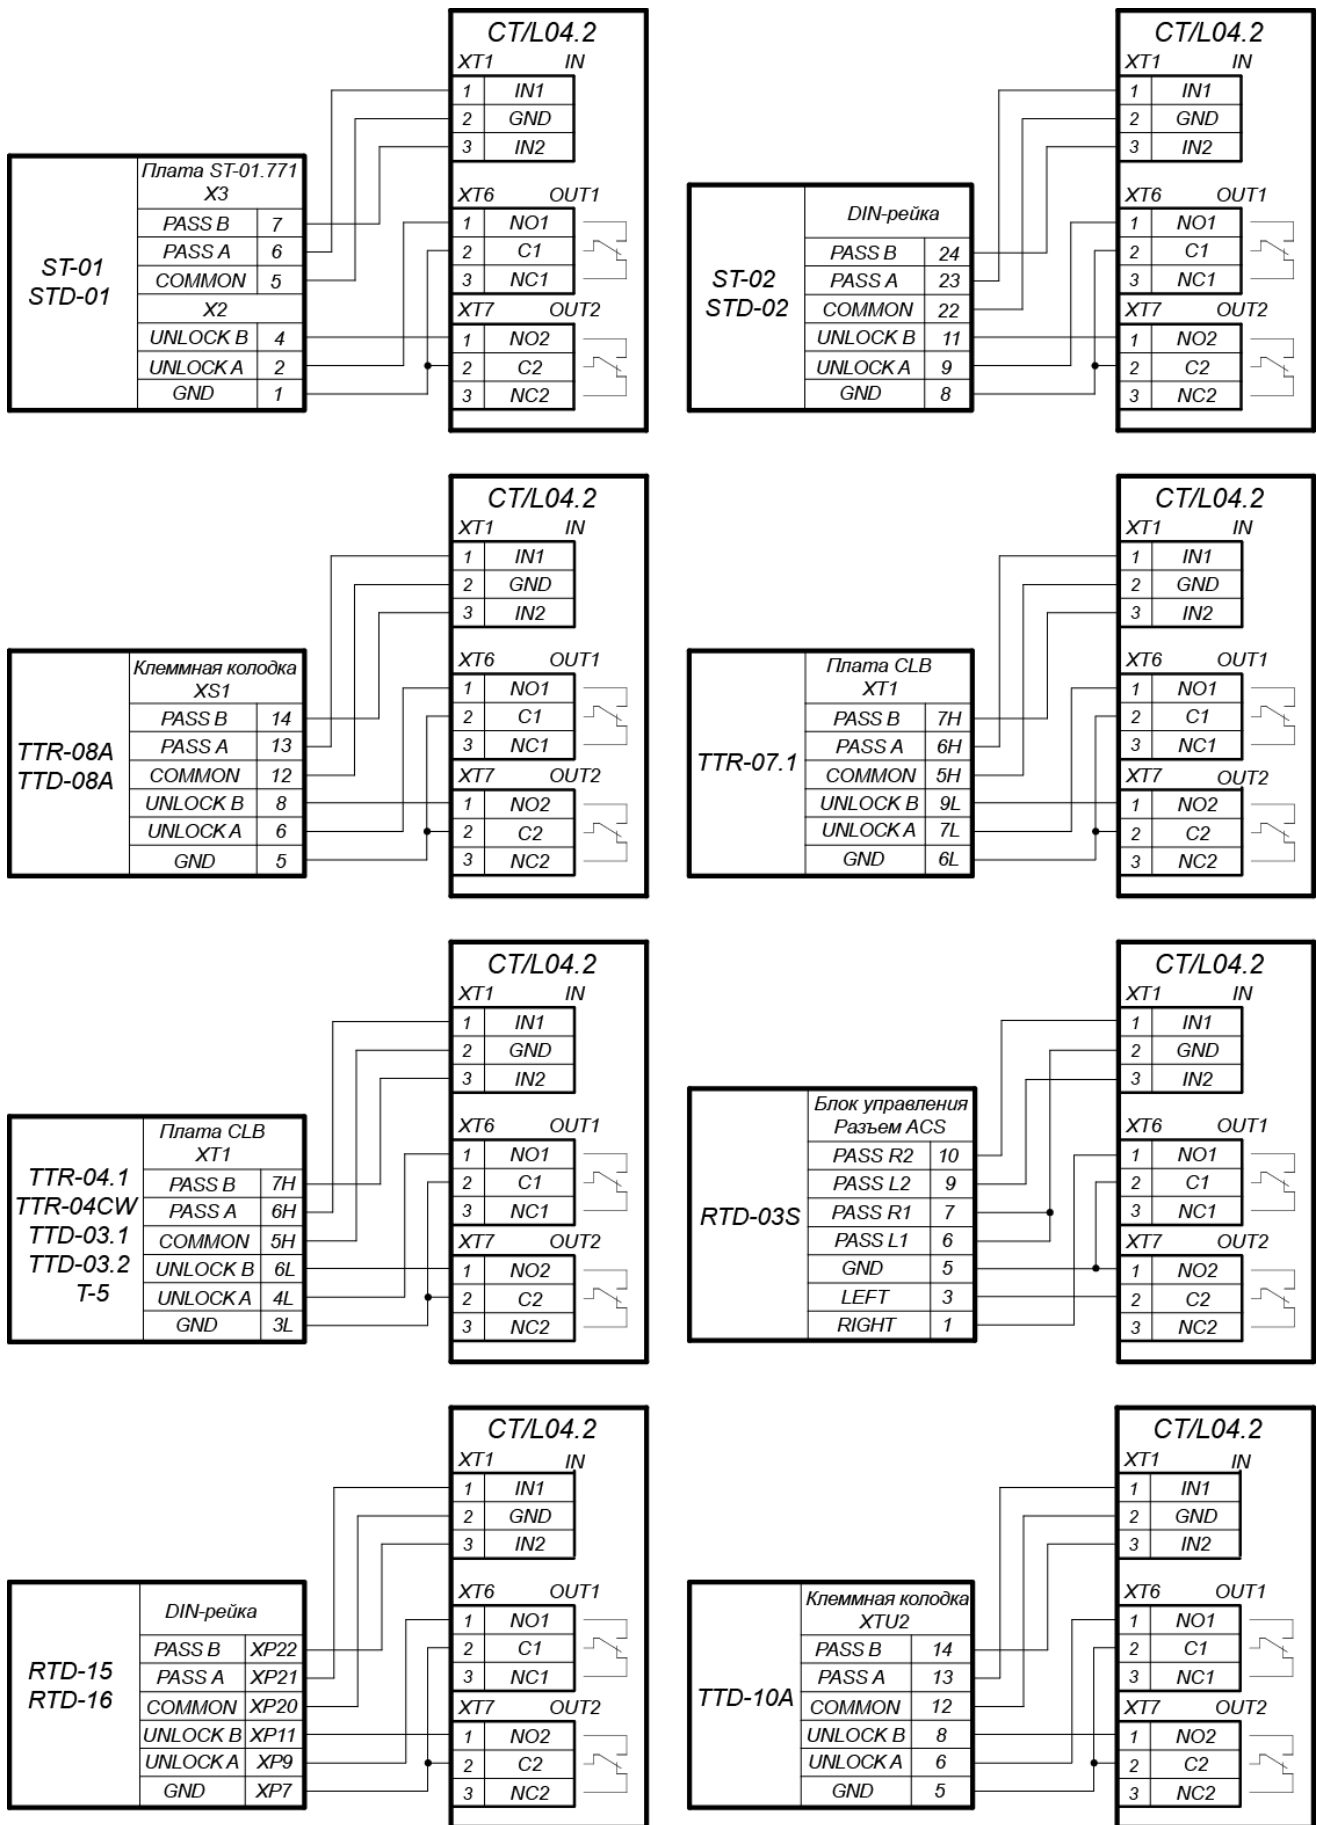 CT/L04.2
XT1 IN
1 IN1
2 GND
3 IN2
XT6 OUT1
1 NO1
2 C1
3 NC1
XT7 OUT2
1 NO2
2 C2
3 NC2
ST-01
STD-01
Плата ST-01.771
X3
PASS B 7
PASS A 6
COMMON 5
X2
UNLOCK B 4
UNLOCK A 2
GND 1
CT/L04.2
XT1 IN
1 IN1
2 GND
3 IN2
XT6 OUT1
1 NO1
2 C1
3 NC1
XT7 OUT2
1 NO2
2 C2
3 NC2
ST-02
STD-02
DIN-рейка
PASS B 24
PASS A 23
COMMON 22
UNLOCK B 11
UNLOCK A 9
GND 8
CT/L04.2
XT1 IN
1 IN1
2 GND
3 IN2
XT6 OUT1
1 NO1
2 C1
3 NC1
XT7 OUT2
1 NO2
2 C2
3 NC2
TTR-08A
TTD-08A
Клеммная колодка
XS1
PASS B 14
PASS A 13
COMMON 12
UNLOCK B 8
UNLOCK A 6
GND 5
CT/L04.2
XT1 IN
1 IN1
2 GND
3 IN2
XT6 OUT1
1 NO1
2 C1
3 NC1
XT7 OUT2
1 NO2
2 C2
3 NC2
TTR-07.1
Плата CLB
XT1
PASS B 7H
PASS A 6H
COMMON 5H
UNLOCK B 9L
UNLOCK A 7L
GND 6L
CT/L04.2
XT1 IN
1 IN1
2 GND
3 IN2
XT6 OUT1
1 NO1
2 C1
3 NC1
XT7 OUT2
1 NO2
2 C2
3 NC2
TTR-04.1
TTR-04CW
TTD-03.1
TTD-03.2
T-5
Плата CLB
XT1
PASS B 7H
PASS A 6H
COMMON 5H
UNLOCK B 6L
UNLOCK A 4L
GND 3L
CT/L04.2
XT1 IN
1 IN1
2 GND
3 IN2
XT6 OUT1
1 NO1
2 C1
3 NC1
XT7 OUT2
1 NO2
2 C2
3 NC2
RTD-03S
Блок управления
Разъем ACS
PASS R2 10
PASS L2 9
PASS R1 7
PASS L1 6
GND 5
LEFT 3
RIGHT 1
CT/L04.2
XT1 IN
1 IN1
2 GND
3 IN2
XT6 OUT1
1 NO1
2 C1
3 NC1
XT7 OUT2
1 NO2
2 C2
3 NC2
RTD-15
RTD-16
DIN-рейка
PASS B XP22
PASS A XP21
COMMON XP20
UNLOCK B XP11
UNLOCK A XP9
GND XP7
CT/L04.2
XT1 IN
1 IN1
2 GND
3 IN2
XT6 OUT1
1 NO1
2 C1
3 NC1
XT7 OUT2
1 NO2
2 C2
3 NC2
TTD-10A
Клеммная колодка
XTU2
PASS B 14
PASS A 13
COMMON 12
UNLOCK B 8
UNLOCK A 6
GND 5